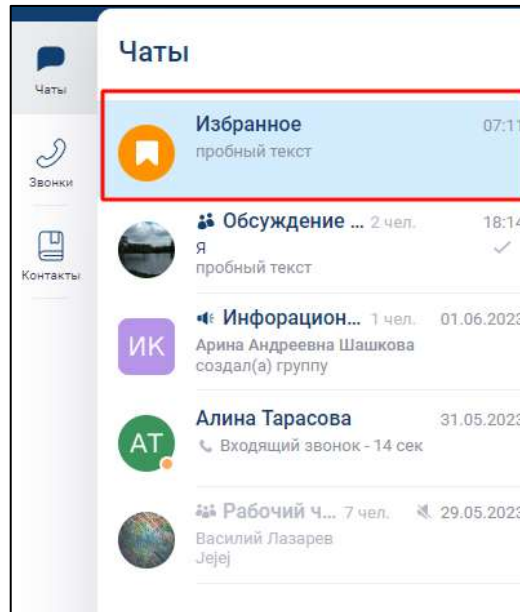 Чаты
Чаты
Звонки
Контакты
Избранное 07:11
пробный текст
Обсуждение ... 2 чел. 18:14
Я
пробный текст
ИК
Инфорацион... 1 чел. 01.06.2023
Арина Андреевна Шашкова
создал(а) группу
АТ
Алина Тарасова 31.05.2023
Входящий звонок - 14 сек
Рабочий ч... 7 чел. 29.05.2023
Василий Лазарев
Jejej